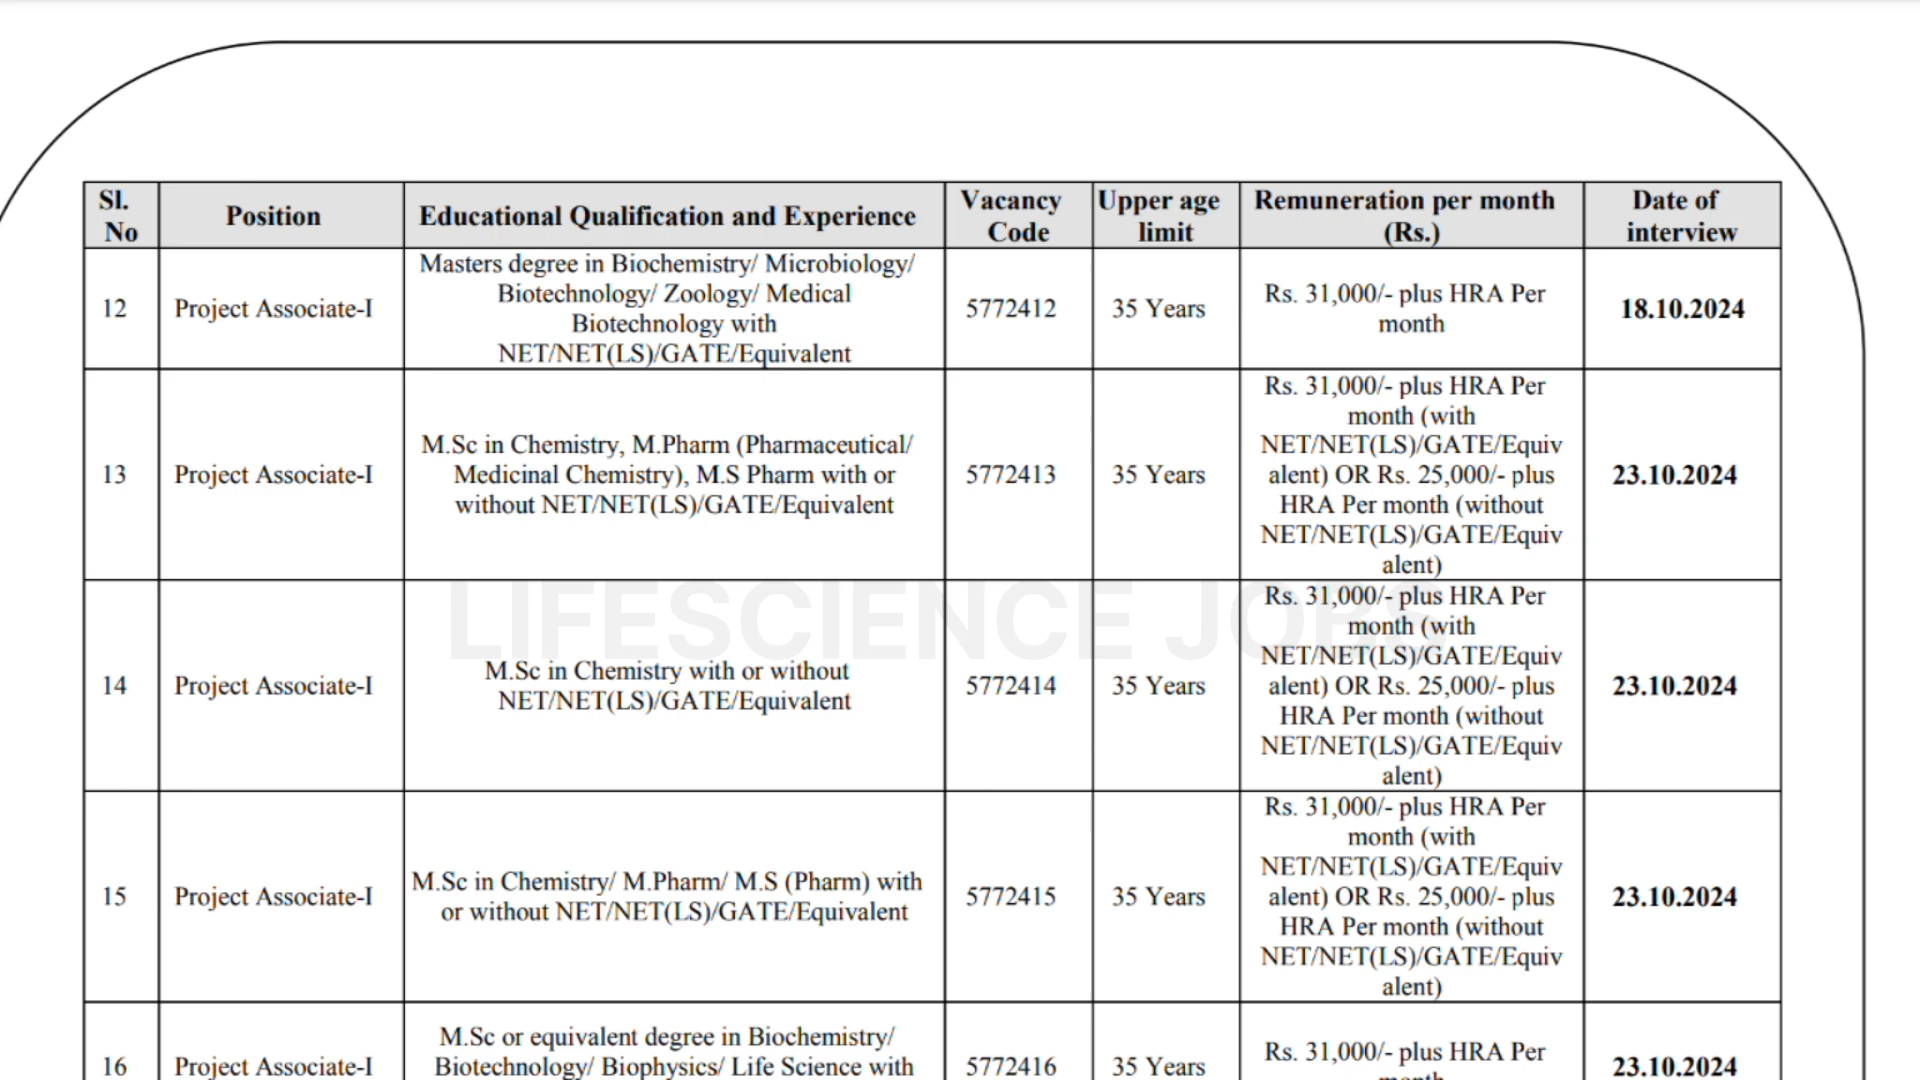 Sl. No
Position
Educational Qualification and Experience
Vacancy Code
Upper age limit
Remuneration per month (Rs.)
Date of interview
12
Project Associate-I
Masters degree in Biochemistry/ Microbiology/
Biotechnology/ Zoology/ Medical
Biotechnology with
NET/NET(LS)/GATE/Equivalent
5772412
35 Years
Rs. 31,000/- plus HRA Per
month
18.10.2024
13
Project Associate-I
M.Sc in Chemistry, M.Pharm (Pharmaceutical/
Medicinal Chemistry), M.S Pharm with or
without NET/NET(LS)/GATE/Equivalent
5772413
35 Years
Rs. 31,000/- plus HRA Per
month (with
NET/NET(LS)/GATE/Equiv
alent) OR Rs. 25,000/- plus
HRA Per month (without
NET/NET(LS)/GATE/Equiv
alent)
23.10.2024
LIFESCIENCE JOBS
14
Project Associate-I
M.Sc in Chemistry with or without
NET/NET(LS)/GATE/Equivalent
5772414
35 Years
Rs. 31,000/- plus HRA Per
month (with
NET/NET(LS)/GATE/Equiv
alent) OR Rs. 25,000/- plus
HRA Per month (without
NET/NET(LS)/GATE/Equiv
alent)
23.10.2024
15
Project Associate-I
M.Sc in Chemistry/ M.Pharm/ M.S (Pharm) with
or without NET/NET(LS)/GATE/Equivalent
5772415
35 Years
Rs. 31,000/- plus HRA Per
month (with
NET/NET(LS)/GATE/Equiv
alent) OR Rs. 25,000/- plus
HRA Per month (without
NET/NET(LS)/GATE/Equiv
alent)
23.10.2024
16
Project Associate-I
M.Sc or equivalent degree in Biochemistry/
Biotechnology/ Biophysics/ Life Science with
5772416
35 Years
Rs. 31,000/- plus HRA Per
23.10.2024